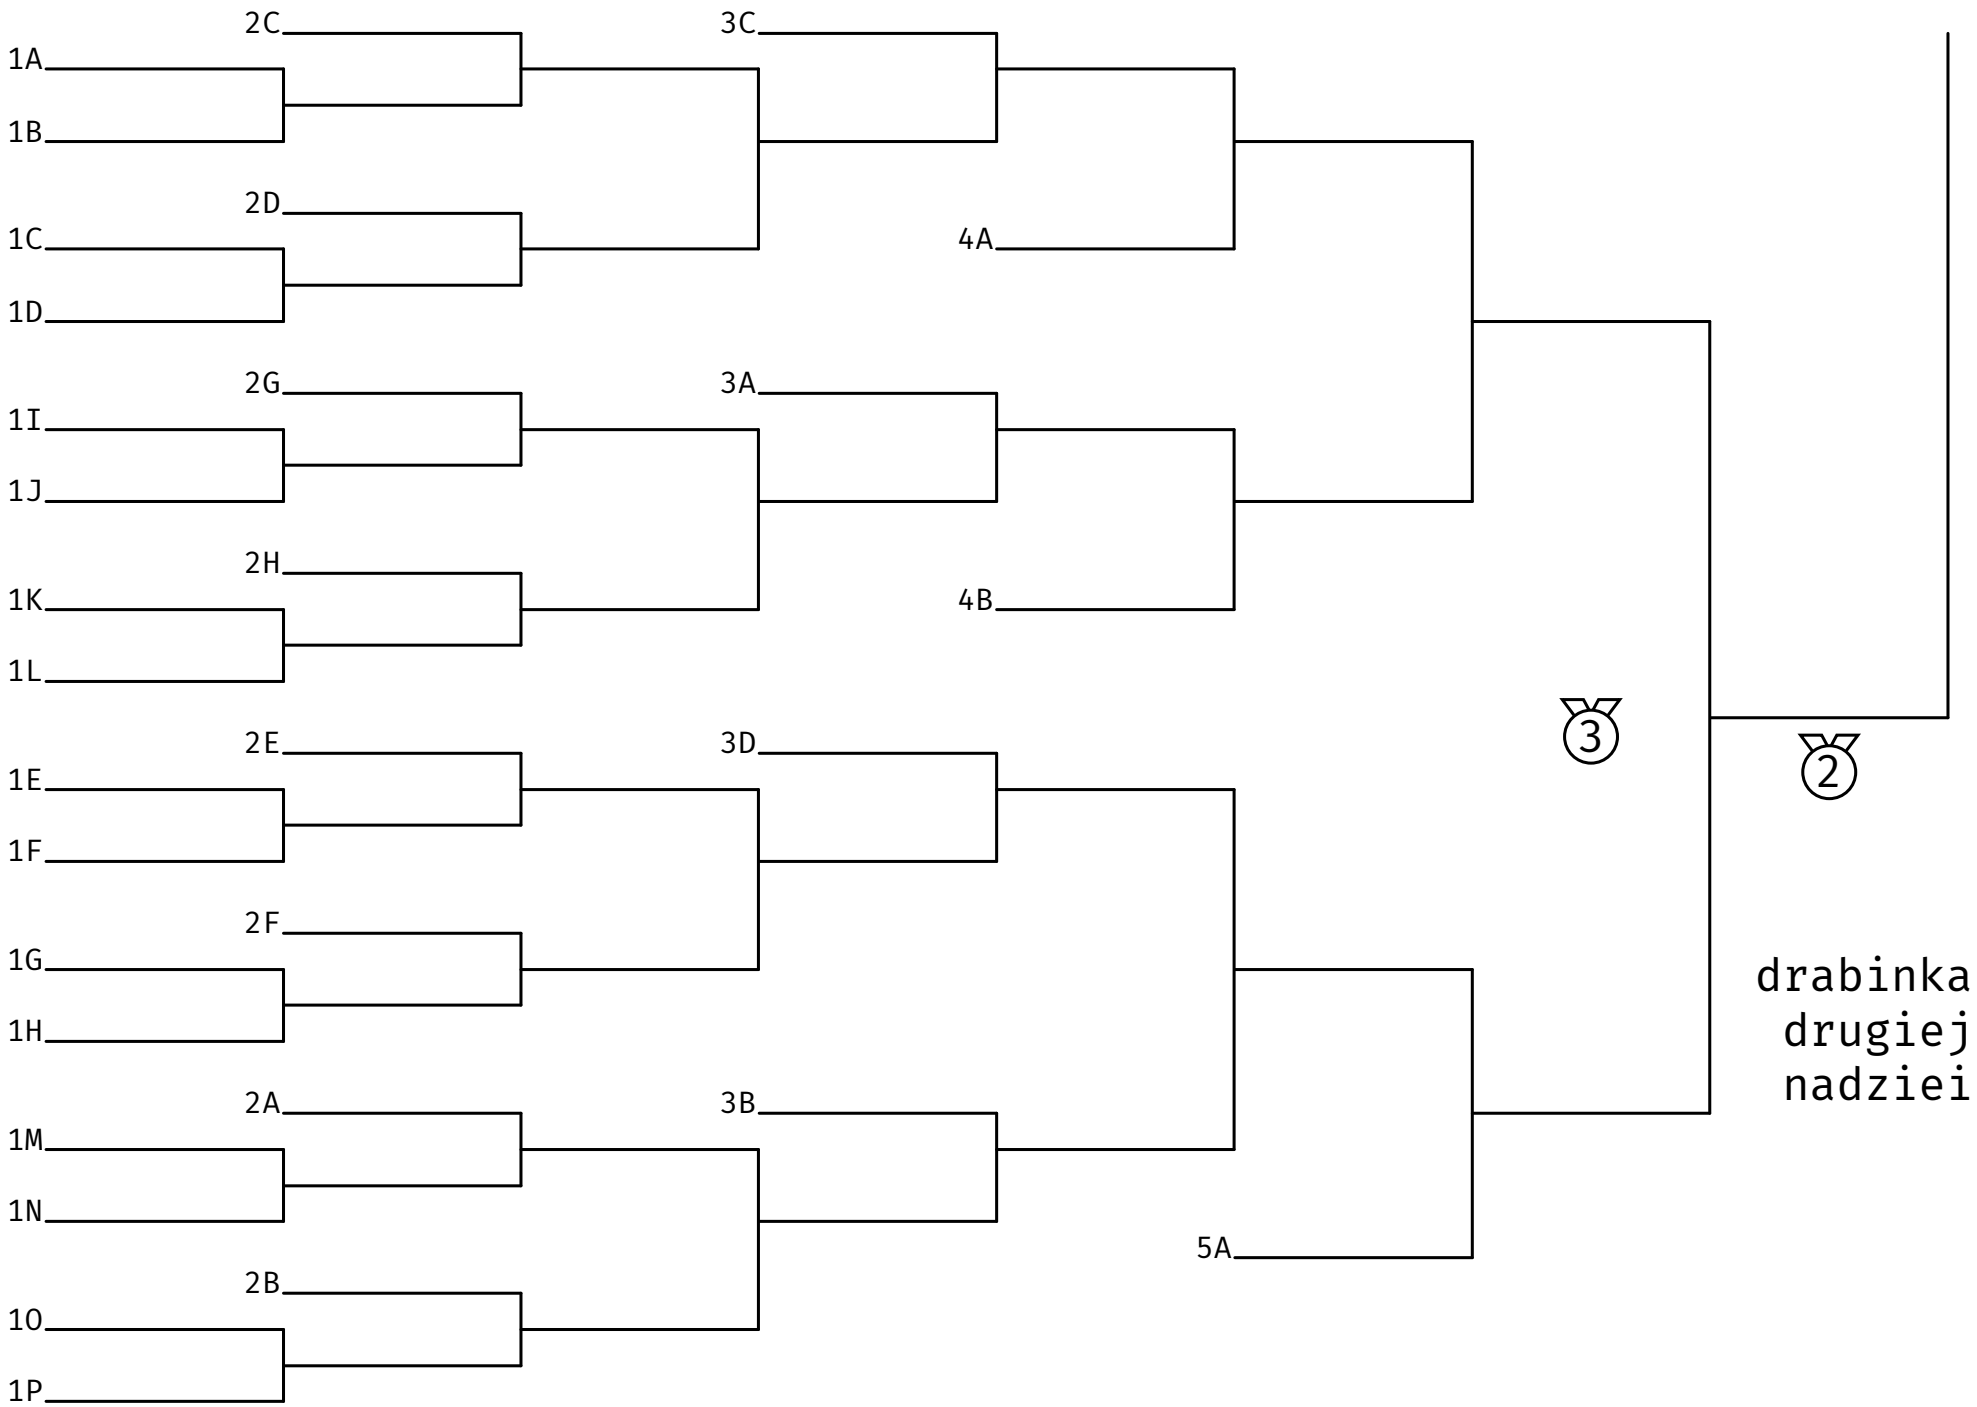 2C
3C
1A
1B
2D
1C
4A
1D
2G
3A
1I
1J
2H
1K
4B
1L
3
2E
3D
2
1E
1F
2F
1G
drabinka
1H
drugiej
nadziei
2A
3B
1M
1N
5A
2B
1O
1P